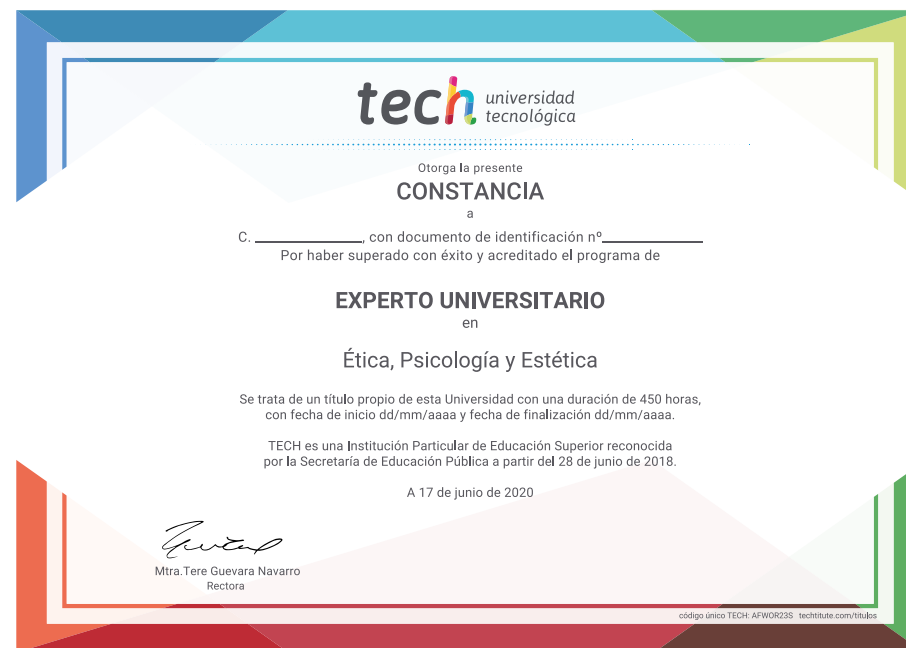 tech universidad
tecnológica
Otorga la presente
CONSTANCIA
a
C. ____________, con documento de identificación nº____________
Por haber superado con éxito y acreditado el programa de
EXPERTO UNIVERSITARIO
en
Ética, Psicología y Estética
Se trata de un título propio de esta Universidad con una duración de 450 horas,
con fecha de inicio dd/mm/aaaa y fecha de finalización dd/mm/aaaa.
TECH es una Institución Particular de Educación Superior reconocida
por la Secretaría de Educación Pública a partir del 28 de junio de 2018.
A 17 de junio de 2020
Mtra.Tere Guevara Navarro
Rectora
código único TECH: AFWOR23S techtitute.com/titulos